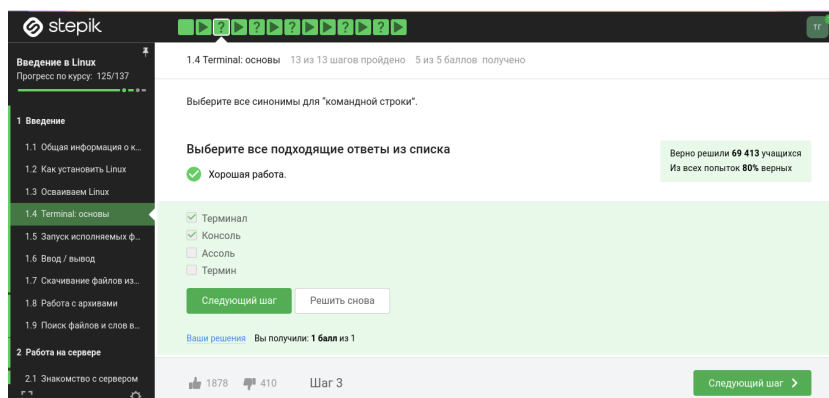 stepik
ТГ
Введение в Linux
Прогресс по курсу: 125/137
1 Введение
1.1 Общая информация о к...
1.2 Как установить Linux
1.3 Осваиваем Linux
1.4 Terminal: основы
1.5 Запуск исполняемых ф...
1.6 Ввод / вывод
1.7 Скачивание файлов из...
1.8 Работа с архивами
1.9 Поиск файлов и слов в...
2 Работа на сервере
2.1 Знакомство с сервером
1.4 Terminal: основы 13 из 13 шагов пройдено 5 из 5 баллов получено
Выберите все синонимы для "командной строки".
Выберите все подходящие ответы из списка
Хорошая работа.
Верно решили 69 413 учащихся
Из всех попыток 80% верных
Терминал
Консоль
Ассоль
Термин
Следующий шаг Решить снова
Ваши решения Вы получили: 1 балл из 1
1878 410 Шаг 3 Следующий шаг